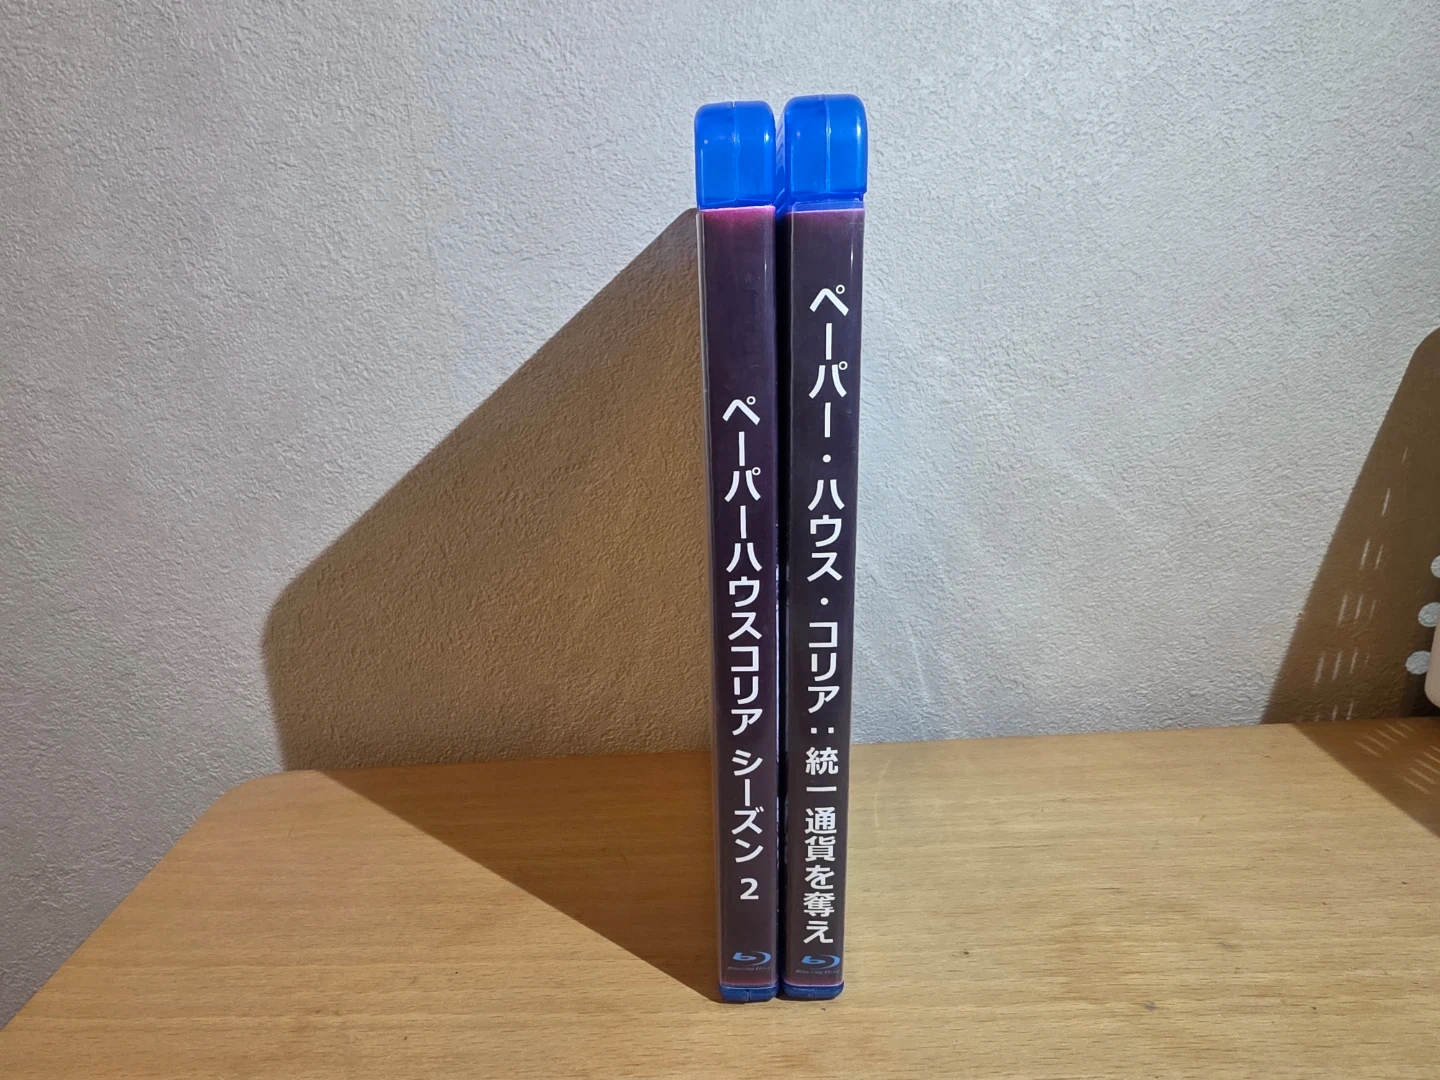 ペーパーハウスコリア シーズン 2
ペーパー・ハウス・コリア：統一通貨を奪え